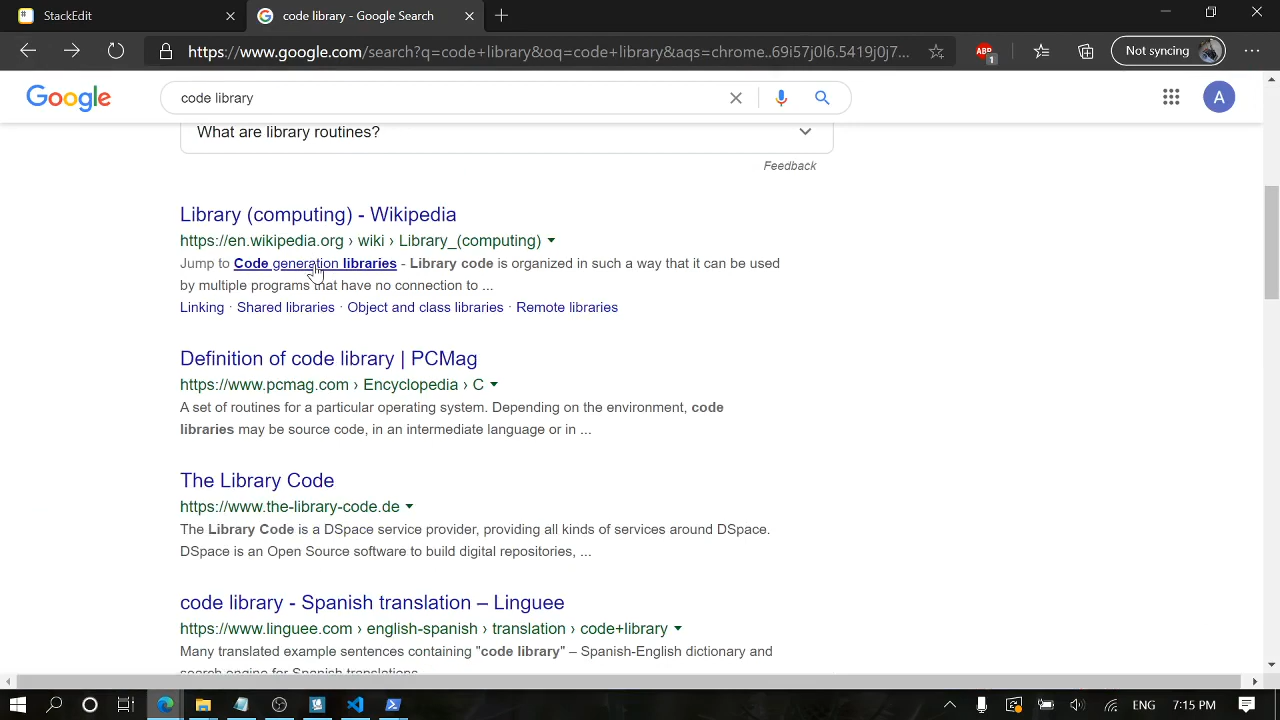 StackEdit
code library - Google Search
https://www.google.com/search?q=code+library&oq=code+library&aqs=chrome..69i57j0l6.5419j0j7...
ABP
1
Not syncing
Google
code library
A
What are library routines?
Feedback
Library (computing) - Wikipedia
https://en.wikipedia.org › wiki › Library_(computing)
Jump to Code generation libraries - Library code is organized in such a way that it can be used
by multiple programs that have no connection to ...
Linking · Shared libraries · Object and class libraries · Remote libraries
Definition of code library | PCMag
https://www.pcmag.com › Encyclopedia › C
A set of routines for a particular operating system. Depending on the environment, code
libraries may be source code, in an intermediate language or in ...
The Library Code
https://www.the-library-code.de
The Library Code is a DSpace service provider, providing all kinds of services around DSpace.
DSpace is an Open Source software to build digital repositories, ...
code library - Spanish translation – Linguee
https://www.linguee.com › english-spanish › translation › code+library
Many translated example sentences containing "code library" – Spanish-English dictionary and
search engine for Spanish translations.
ENG
7:15 PM